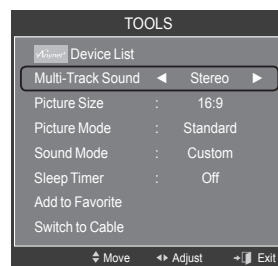 TOOLS
Anynet+ Device List
Multi-Track Sound ◄ Stereo ►
Picture Size : 16:9
Picture Mode : Standard
Sound Mode : Custom
Sleep Timer : Off
Add to Favorite
Switch to Cable
Move Adjust Exit